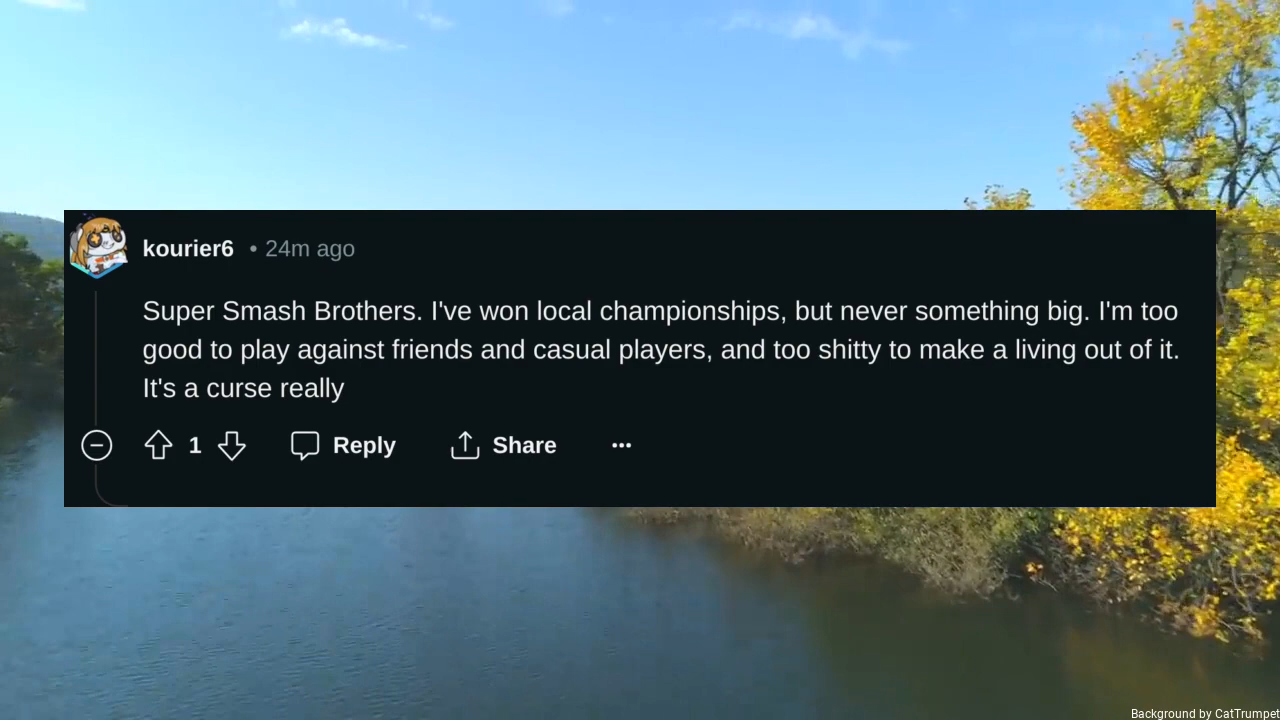 kourier6 • 24m ago
Super Smash Brothers. I've won local championships, but never something big. I'm too
good to play against friends and casual players, and too shitty to make a living out of it.
It's a curse really
1 Reply Share ···
Background by CatTrumpet